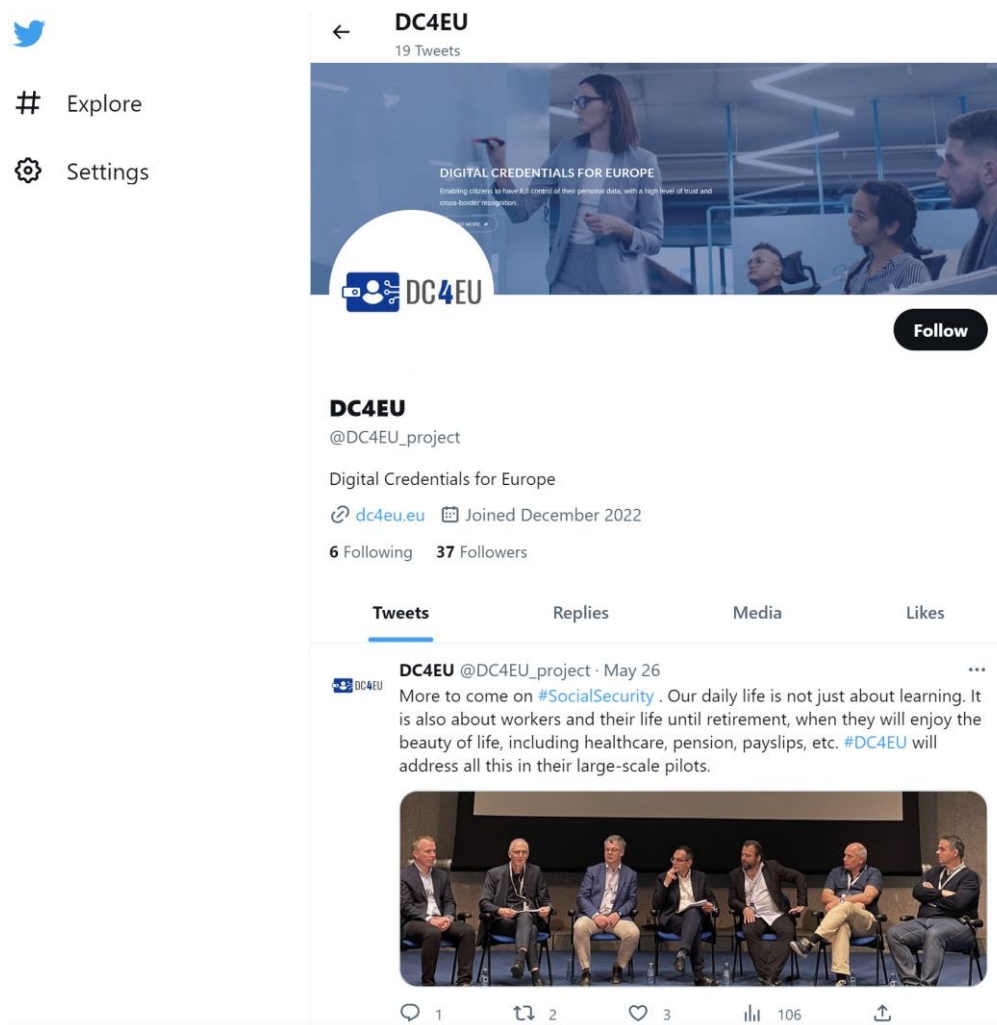 DC4EU
19 Tweets
Explore
Settings
DIGITAL CREDENTIALS FOR EUROPE
Enabling citizens to have full control of their personal data, with a high level of trust and
cross-border recognition.
MORE
DC4EU
Follow
DC4EU
@DC4EU_project
Digital Credentials for Europe
dc4eu.eu Joined December 2022
6 Following 37 Followers
Tweets Replies Media Likes
DC4EU
DC4EU @DC4EU_project · May 26
More to come on #SocialSecurity . Our daily life is not just about learning. It
is also about workers and their life until retirement, when they will enjoy the
beauty of life, including healthcare, pension, payslips, etc. #DC4EU will
address all this in their large-scale pilots.
1 2 3 106